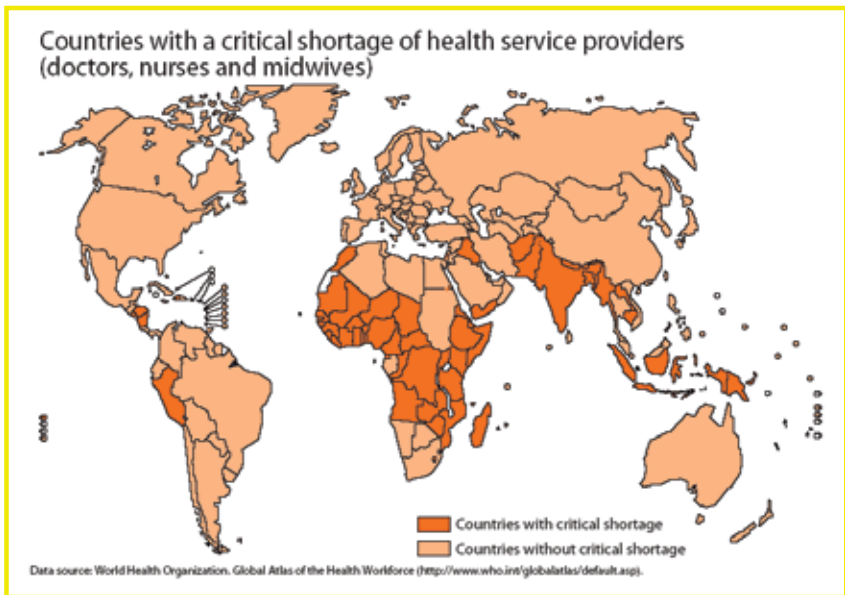 Countries with a critical shortage of health service providers
(doctors, nurses and midwives)
Countries with critical shortage
Countries without critical shortage
Data source: World Health Organization. Global Atlas of the Health Workforce (http://www.who.int/globalatlas/default.asp).